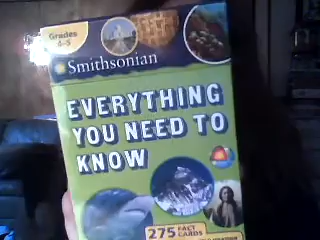 Grades
4-5
Smithsonian
EVERYTHING
YOU NEED TO
KNOW
275 FACT
CARDS